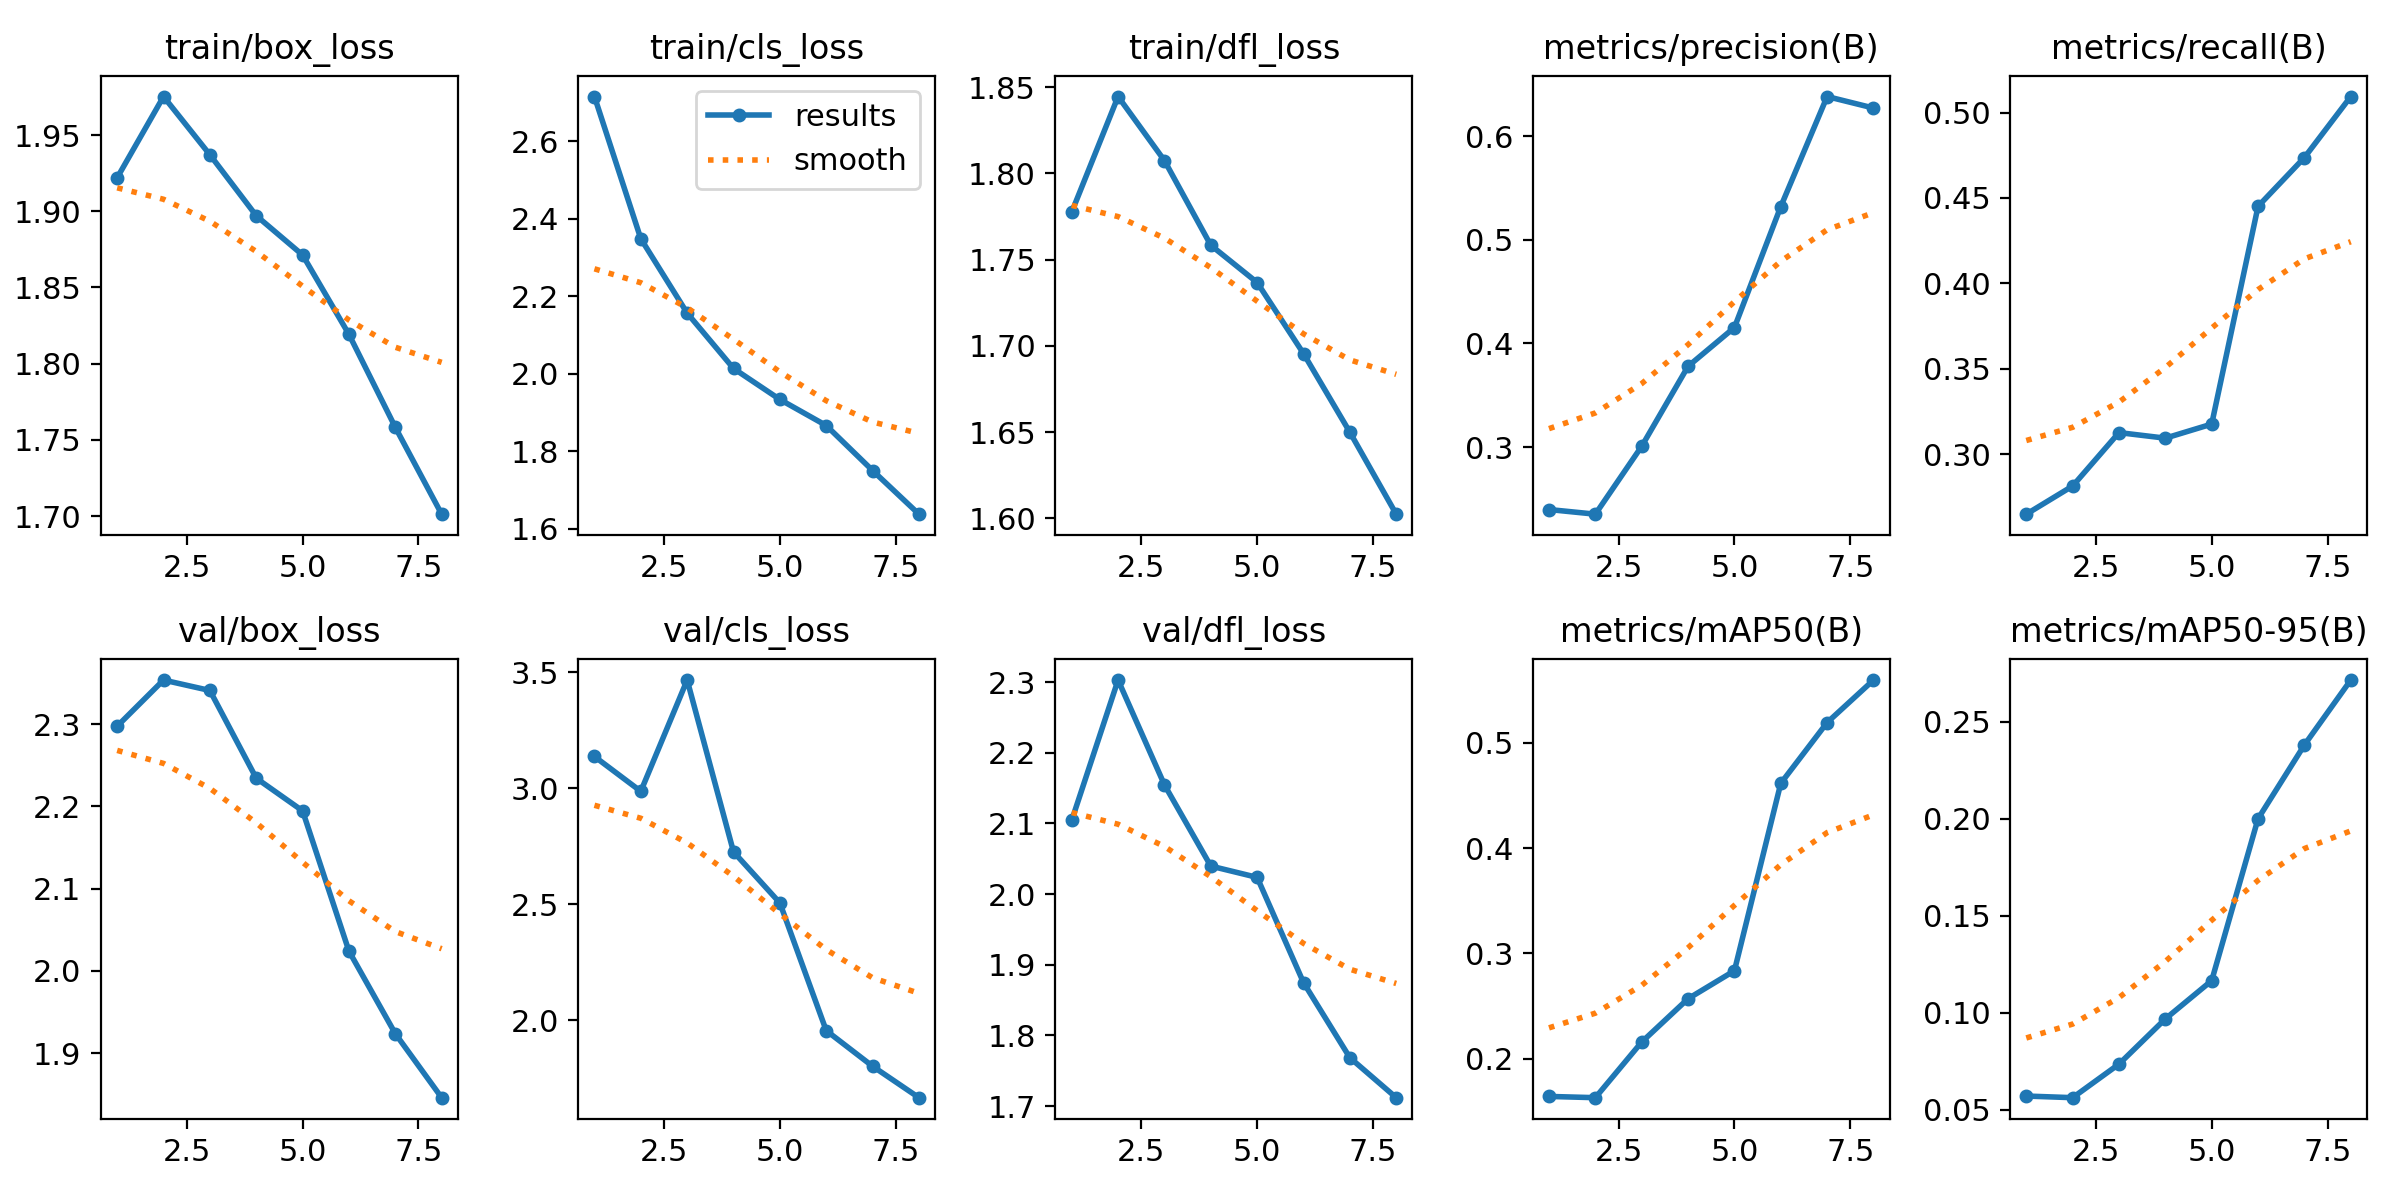 train/box_loss
1.95
1.90
1.85
1.80
1.75
1.70
2.5 5.0 7.5
train/cls_loss
results
smooth
2.6
2.4
2.2
2.0
1.8
1.6
2.5 5.0 7.5
train/dfl_loss
1.85
1.80
1.75
1.70
1.65
1.60
2.5 5.0 7.5
metrics/precision(B)
0.6
0.5
0.4
0.3
2.5 5.0 7.5
metrics/recall(B)
0.50
0.45
0.40
0.35
0.30
2.5 5.0 7.5
val/box_loss
2.3
2.2
2.1
2.0
1.9
2.5 5.0 7.5
val/cls_loss
3.5
3.0
2.5
2.0
2.5 5.0 7.5
val/dfl_loss
2.3
2.2
2.1
2.0
1.9
1.8
1.7
2.5 5.0 7.5
metrics/mAP50(B)
0.5
0.4
0.3
0.2
2.5 5.0 7.5
metrics/mAP50-95(B)
0.25
0.20
0.15
0.10
0.05
2.5 5.0 7.5